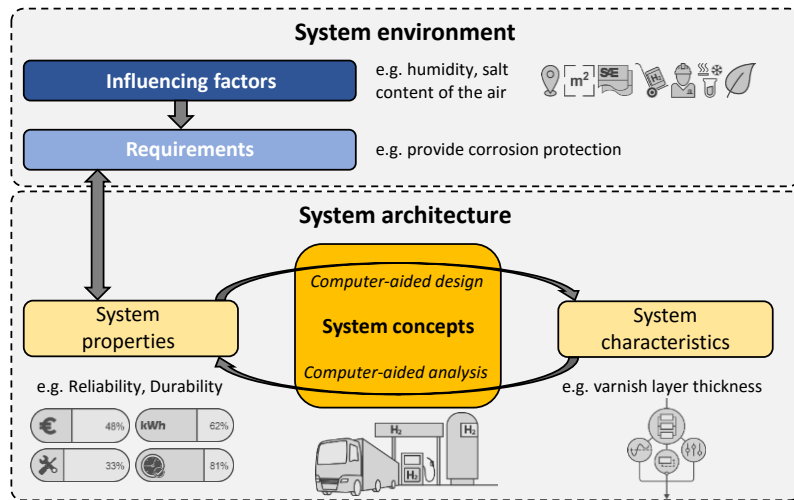 System environment
Influencing factors
e.g. humidity, salt
content of the air
m²
SAE
H₂
Requirements
e.g. provide corrosion protection
System architecture
Computer-aided design
System
properties
System concepts
System
characteristics
Computer-aided analysis
e.g. Reliability, Durability
e.g. varnish layer thickness
€ 48%
kWh 62%
33%
81%
H₂
H₂
H₂